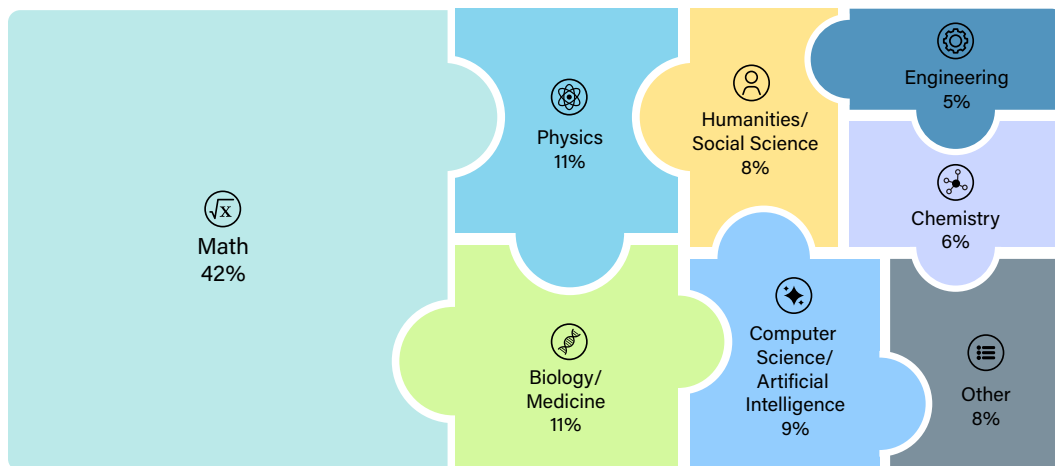 √x
Math
42%
Physics
11%
Biology/
Medicine
11%
Humanities/
Social Science
8%
Computer
Science/
Artificial
Intelligence
9%
Engineering
5%
Chemistry
6%
Other
8%